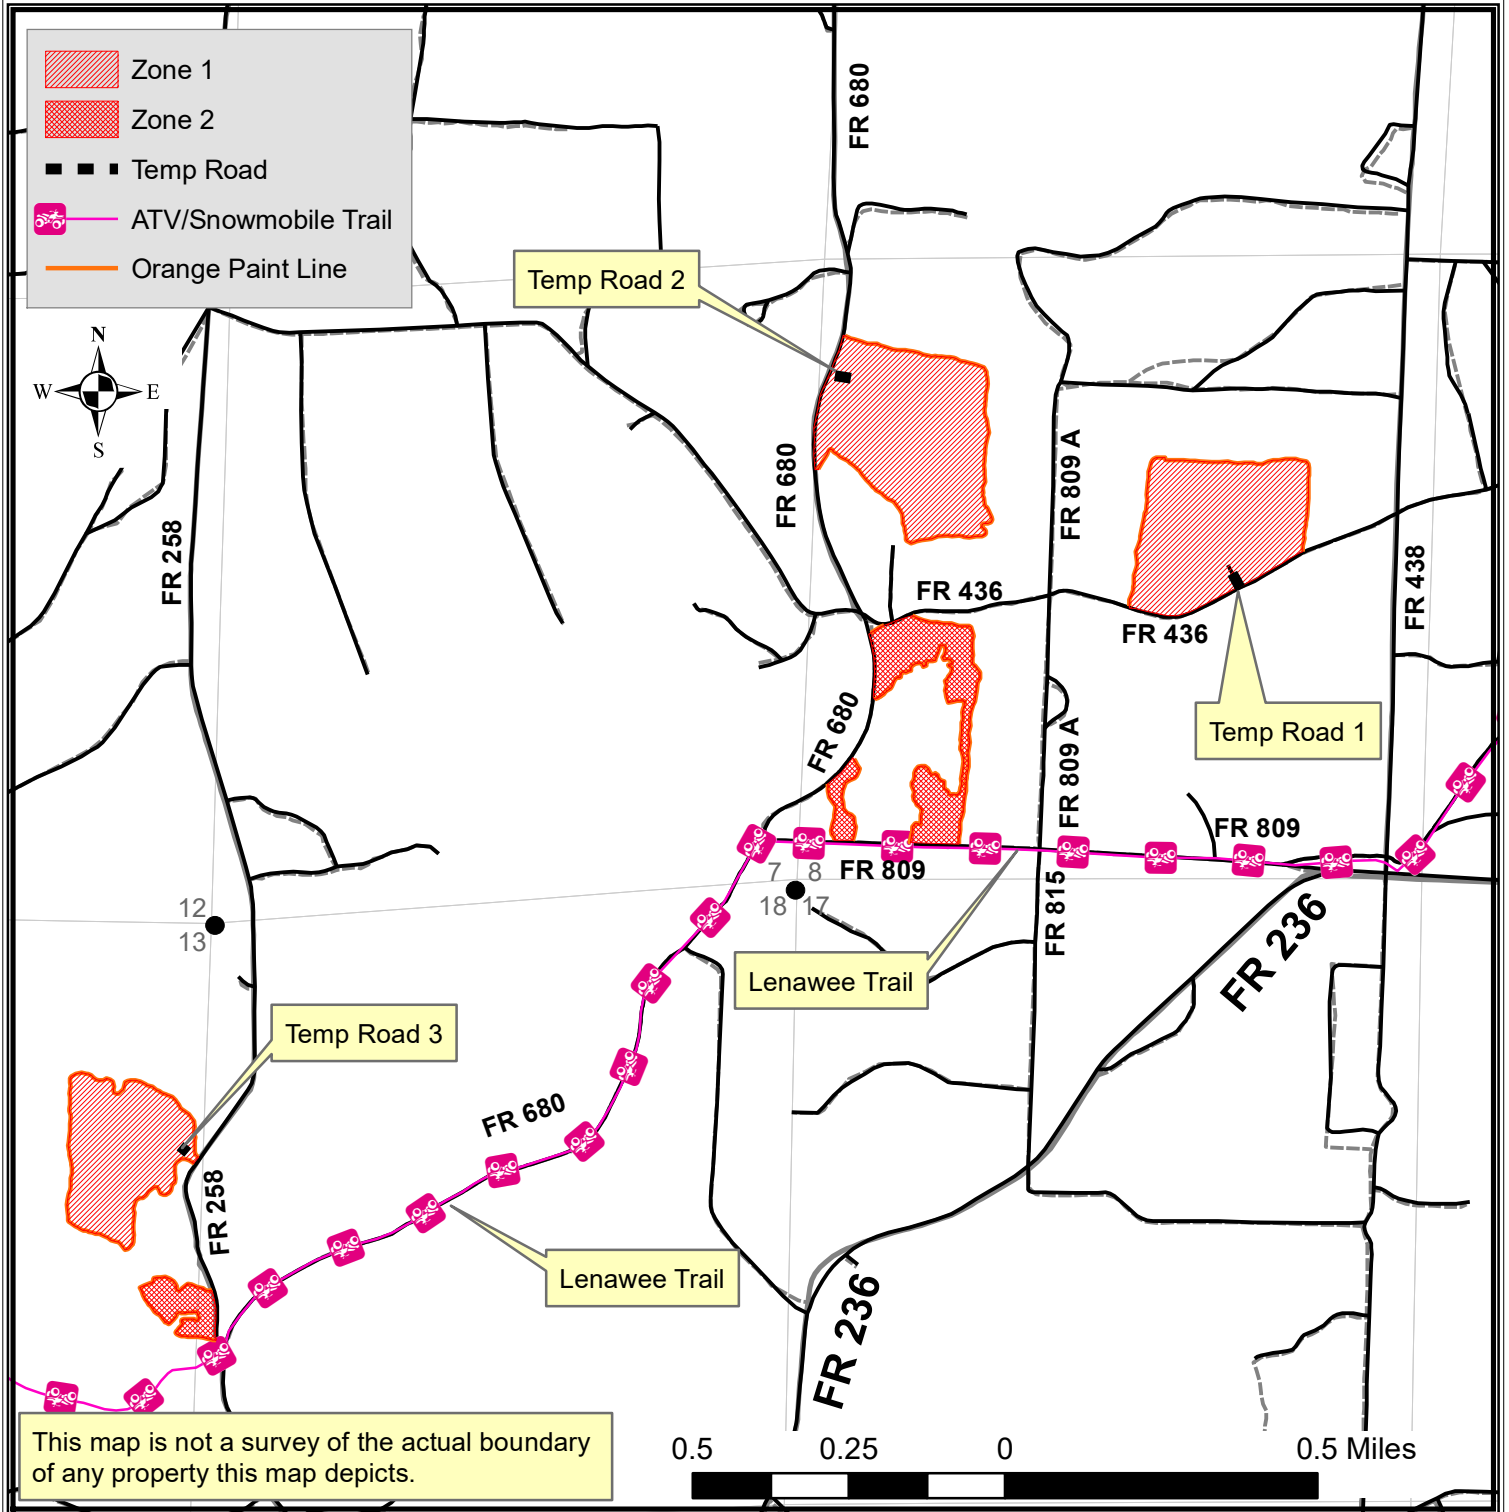 Zone 1
Zone 2
Temp Road
ATV/Snowmobile Trail
Orange Paint Line
N
W
E
S
FR 680
Temp Road 2
FR 680
FR 809 A
FR 258
FR 438
FR 436
FR 436
FR 680
Temp Road 1
FR 809 A
FR 809
7
8
FR 809
18
17
12
13
FR 815
FR 236
Lenawee Trail
Temp Road 3
FR 680
FR 258
Lenawee Trail
FR 236
This map is not a survey of the actual boundary
of any property this map depicts.
0.5
0.25
0
0.5 Miles